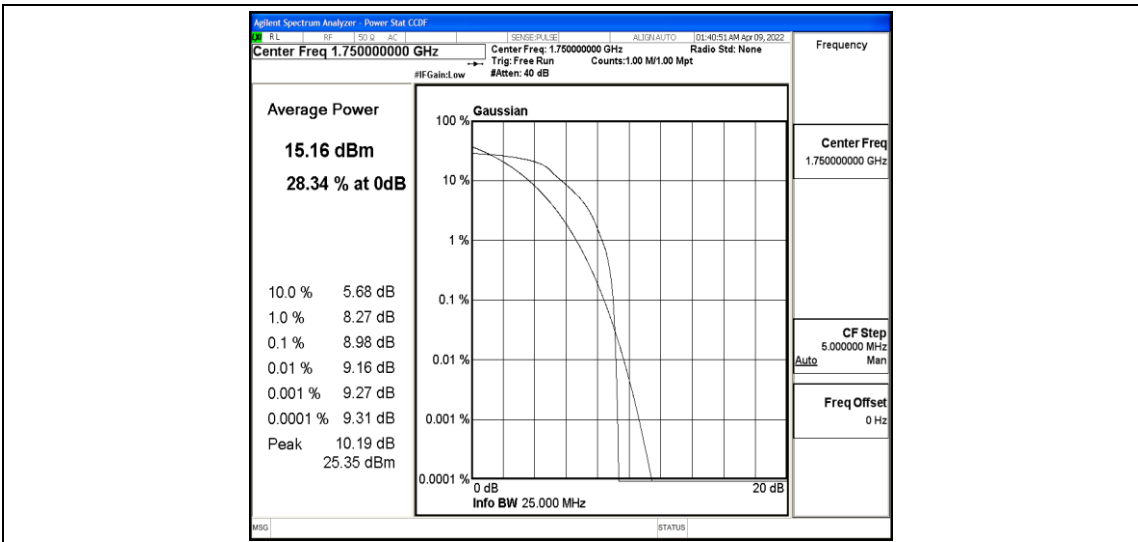 Agilent Spectrum Analyzer - Power Stat CCDF
LXI RL RF 50 Ω AC SENSE:PULSE ALIGNAUTO 01:40:51 AM Apr 09, 2022
Center Freq 1.750000000 GHz
Center Freq: 1.750000000 GHz Radio Std: None
Trig: Free Run Counts:1.00 M/1.00 Mpt
#IFGain:Low #Atten: 40 dB
Frequency
Average Power
15.16 dBm
28.34 % at 0dB
10.0 % 5.68 dB
1.0 % 8.27 dB
0.1 % 8.98 dB
0.01 % 9.16 dB
0.001 % 9.27 dB
0.0001 % 9.31 dB
Peak 10.19 dB
25.35 dBm
Gaussian
100 %
10 %
1 %
0.1 %
0.01 %
0.001 %
0.0001 %
0 dB 20 dB
Info BW 25.000 MHz
Center Freq
1.750000000 GHz
CF Step
5.000000 MHz
Auto Man
Freq Offset
0 Hz
MSG STATUS